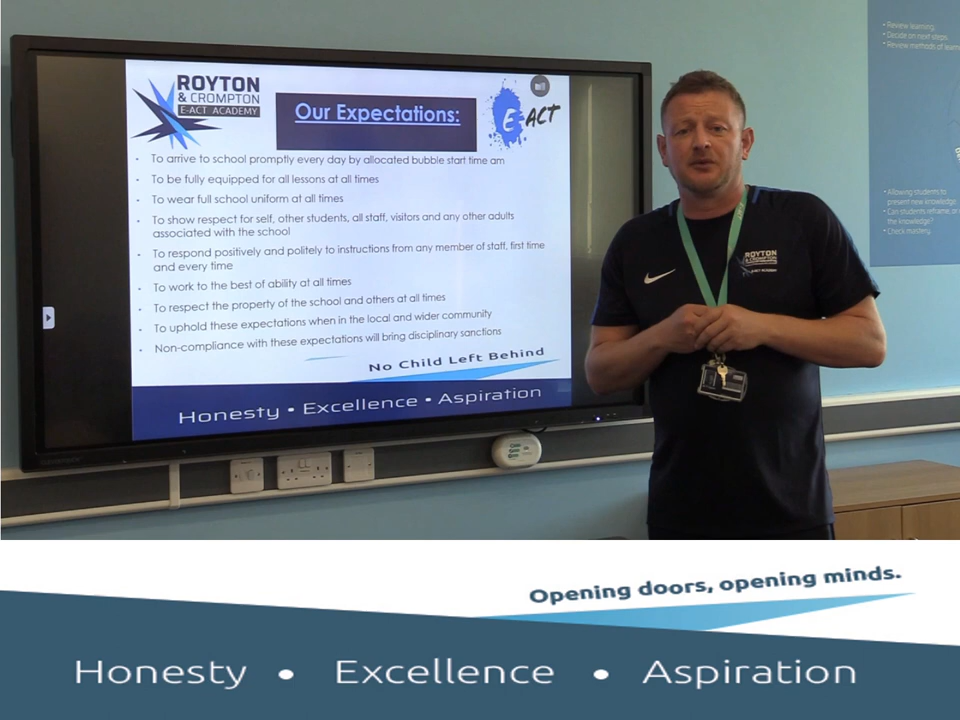 ROYTON
& CROMPTON
E-ACT ACADEMY
Our Expectations:
E-ACT
• To arrive to school promptly every day by allocated bubble start time am
• To be fully equipped for all lessons at all times
• To wear full school uniform at all times
• To show respect for self, other students, all staff, visitors and any other adults
associated with the school
• To respond positively and politely to instructions from any member of staff, first time
and every time
• To work to the best of ability at all times
• To respect the property of the school and others at all times
• To uphold these expectations when in the local and wider community
• Non-compliance with these expectations will bring disciplinary sanctions
No Child Left Behind
Honesty • Excellence • Aspiration
ROYTON
& CROMPTON
E-ACT ACADEMY
• Review learning.
• Decide on next steps.
• Review methods of learn
• Allowing students to
present new knowledge
• Can students reframe, or
the knowledge?
• Check mastery
Opening doors, opening minds.
Honesty • Excellence • Aspiration